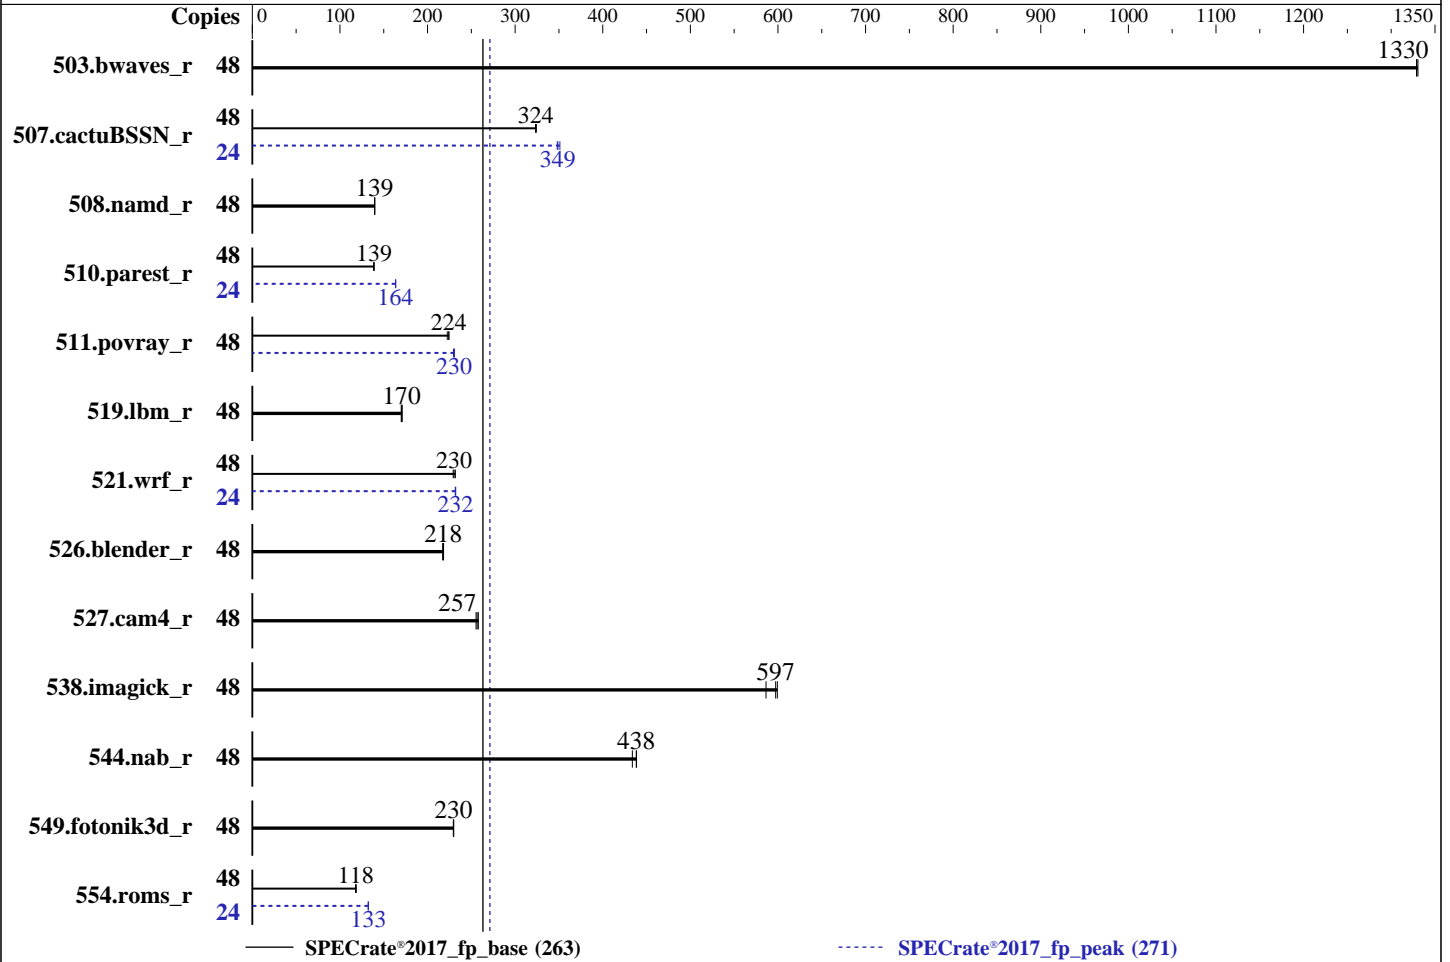 Copies 0 100 200 300 400 500 600 700 800 900 1000 1100 1200 1350
503.bwaves_r 48 1330
507.cactuBSSN_r 48 324
24 349
508.namd_r 48 139
510.parest_r 48 139
24 164
511.povray_r 48 224
230
519.lbm_r 48 170
521.wrf_r 48 230
24 232
526.blender_r 48 218
527.cam4_r 48 257
538.imagick_r 48 597
544.nab_r 48 438
549.fotonik3d_r 48 230
554.roms_r 48 118
24 133
SPECrate®2017_fp_base (263) SPECrate®2017_fp_peak (271)